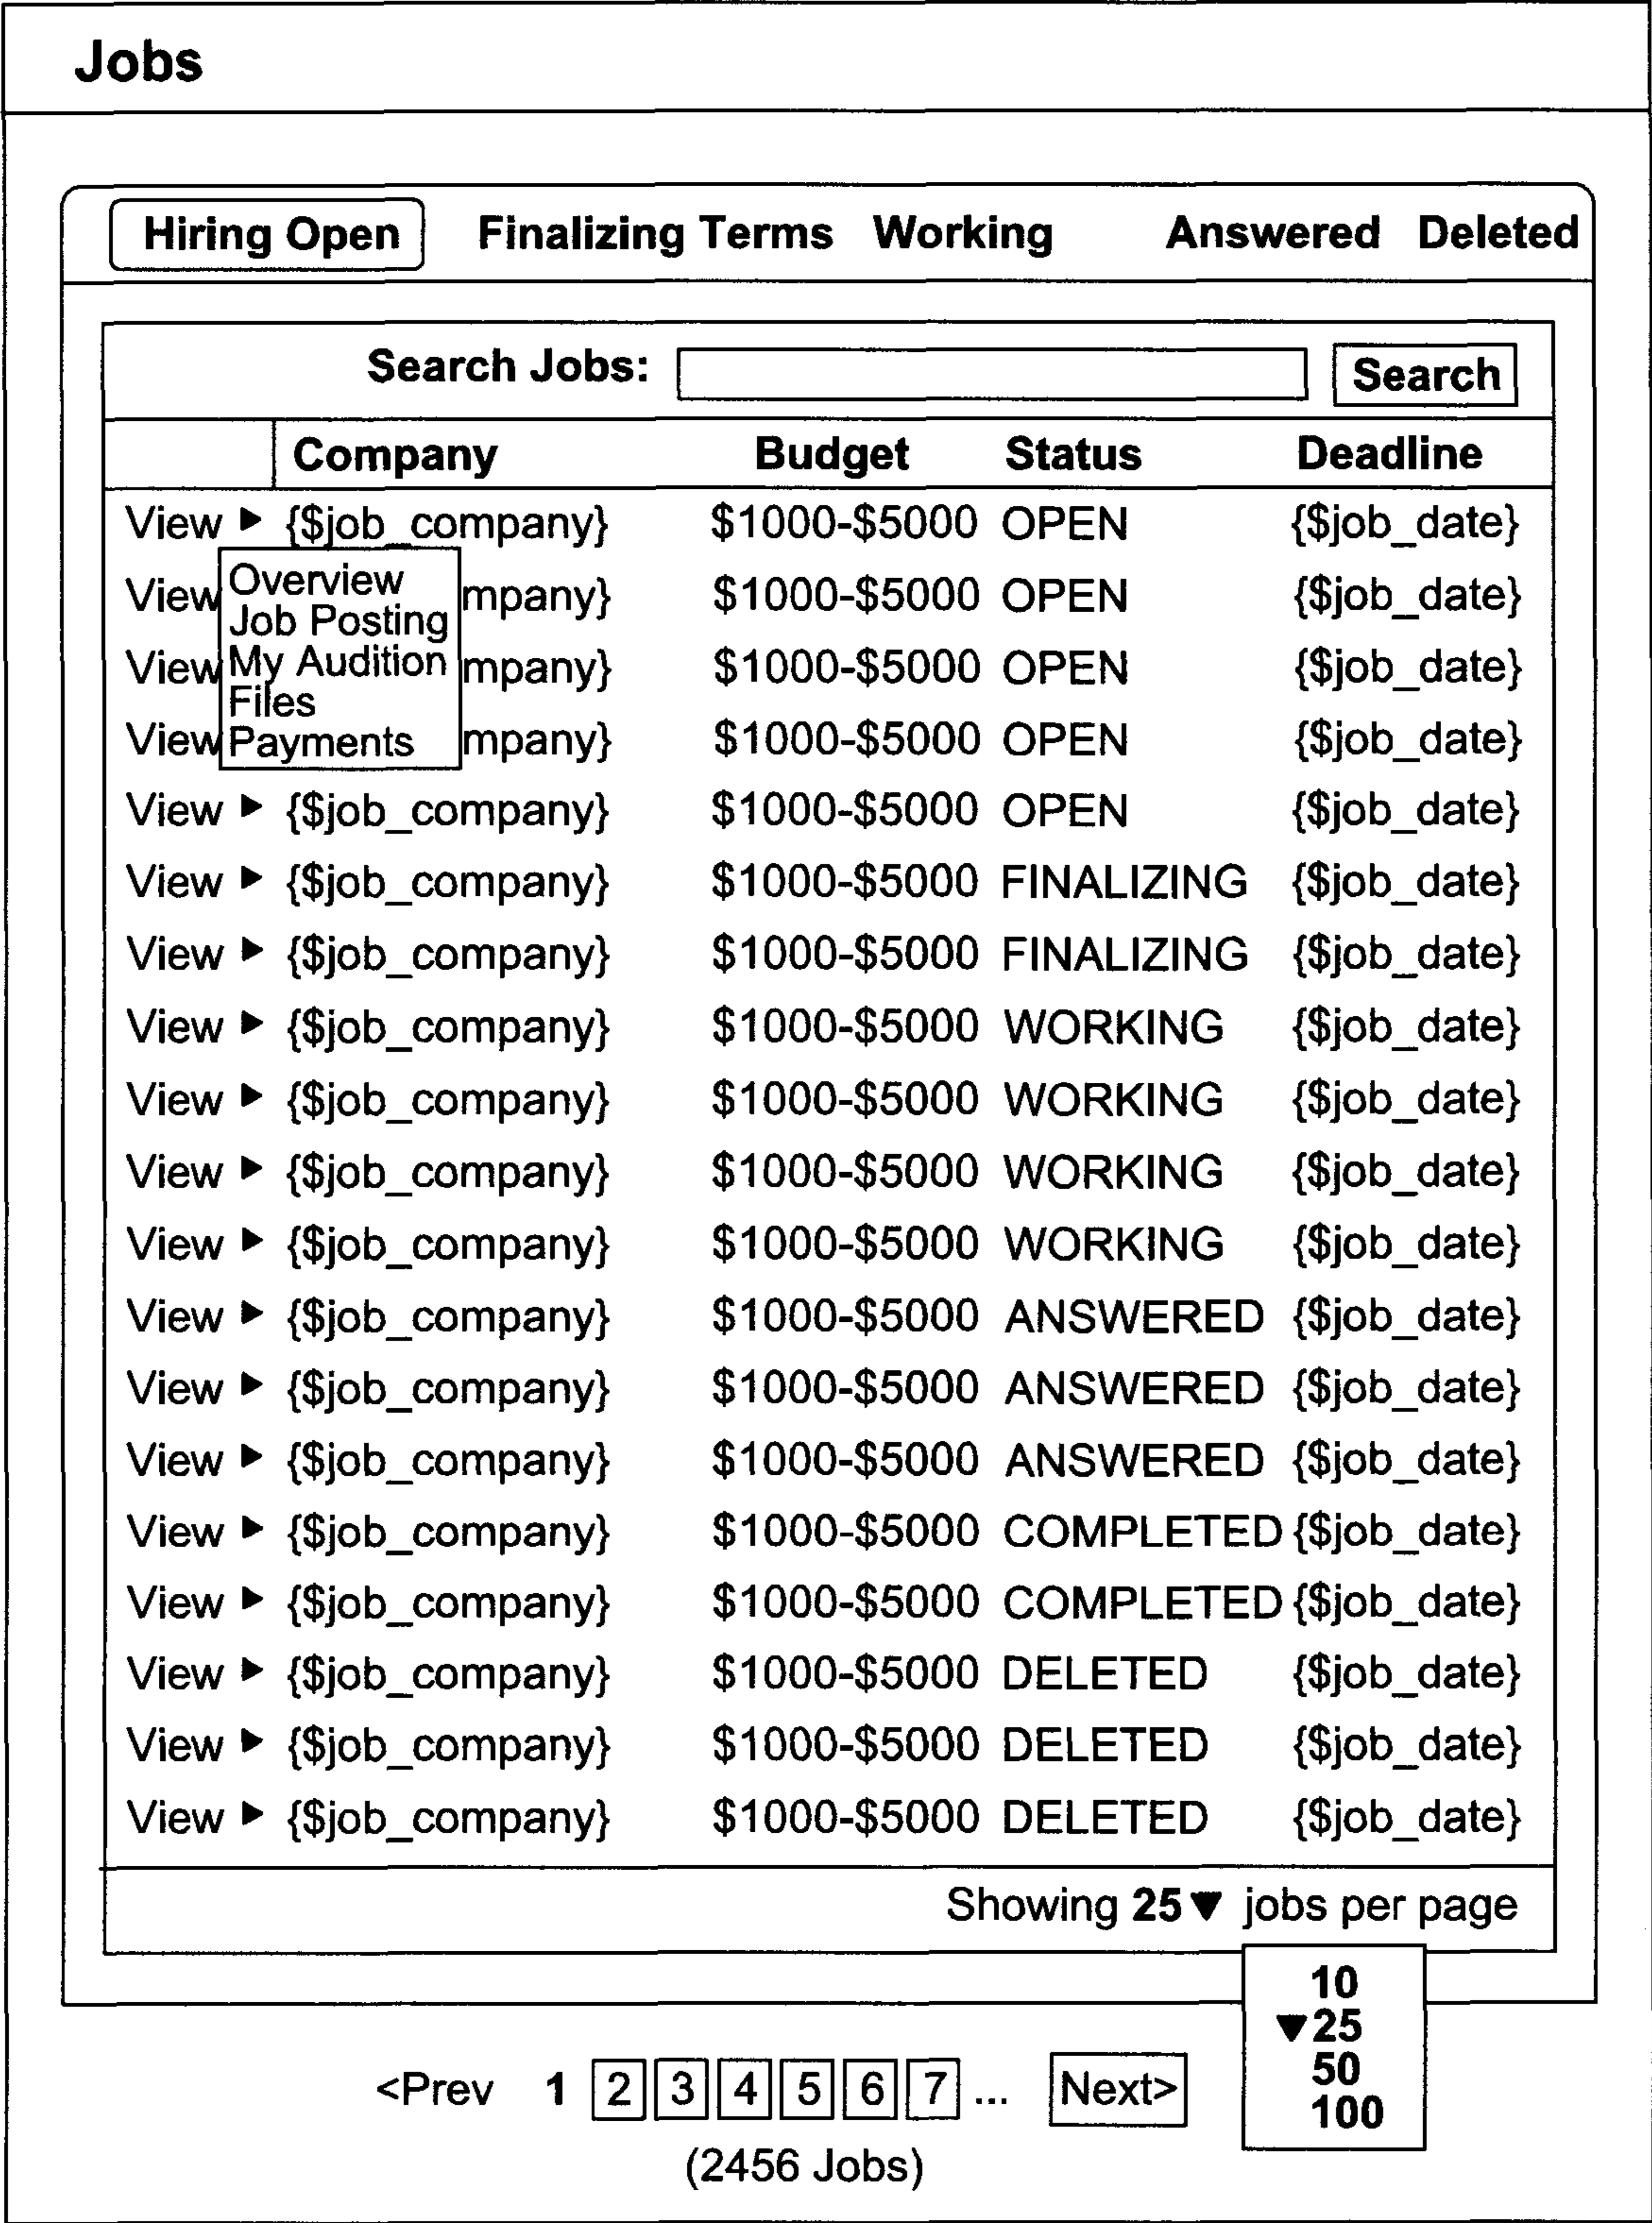 Jobs
Hiring Open Finalizing Terms Working Answered Deleted
Search Jobs: Search
Company Budget Status Deadline
View ► {$job_company} $1000-$5000 OPEN {$job_date}
Overview
View mpany} $1000-$5000 OPEN {$job_date}
Job Posting
View My Audition mpany} $1000-$5000 OPEN {$job_date}
Files
View Payments mpany} $1000-$5000 OPEN {$job_date}
View ► {$job_company} $1000-$5000 OPEN {$job_date}
View ► {$job_company} $1000-$5000 FINALIZING {$job_date}
View ► {$job_company} $1000-$5000 FINALIZING {$job_date}
View ► {$job_company} $1000-$5000 WORKING {$job_date}
View ► {$job_company} $1000-$5000 WORKING {$job_date}
View ► {$job_company} $1000-$5000 WORKING {$job_date}
View ► {$job_company} $1000-$5000 WORKING {$job_date}
View ► {$job_company} $1000-$5000 ANSWERED {$job_date}
View ► {$job_company} $1000-$5000 ANSWERED {$job_date}
View ► {$job_company} $1000-$5000 ANSWERED {$job_date}
View ► {$job_company} $1000-$5000 COMPLETED {$job_date}
View ► {$job_company} $1000-$5000 COMPLETED {$job_date}
View ► {$job_company} $1000-$5000 DELETED {$job_date}
View ► {$job_company} $1000-$5000 DELETED {$job_date}
View ► {$job_company} $1000-$5000 DELETED {$job_date}
Showing 25▼ jobs per page
10
▼25
50
100
<Prev 1 2 3 4 5 6 7 ... Next>
(2456 Jobs)